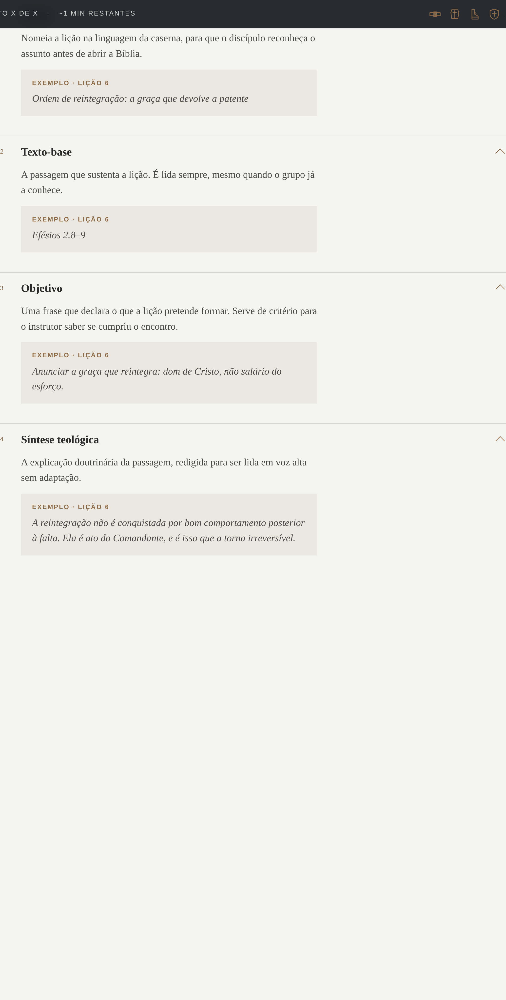 TO X DE X · ~1 MIN RESTANTES
Nomeia a lição na linguagem da caserna, para que o discípulo reconheça o
assunto antes de abrir a Bíblia.
EXEMPLO · LIÇÃO 6
Ordem de reintegração: a graça que devolve a patente
2 Texto-base
A passagem que sustenta a lição. É lida sempre, mesmo quando o grupo já
a conhece.
EXEMPLO · LIÇÃO 6
Efésios 2.8–9
3 Objetivo
Uma frase que declara o que a lição pretende formar. Serve de critério para
o instrutor saber se cumpriu o encontro.
EXEMPLO · LIÇÃO 6
Anunciar a graça que reintegra: dom de Cristo, não salário do
esforço.
4 Síntese teológica
A explicação doutrinária da passagem, redigida para ser lida em voz alta
sem adaptação.
EXEMPLO · LIÇÃO 6
A reintegração não é conquistada por bom comportamento posterior
à falta. Ela é ato do Comandante, e é isso que a torna irreversível.